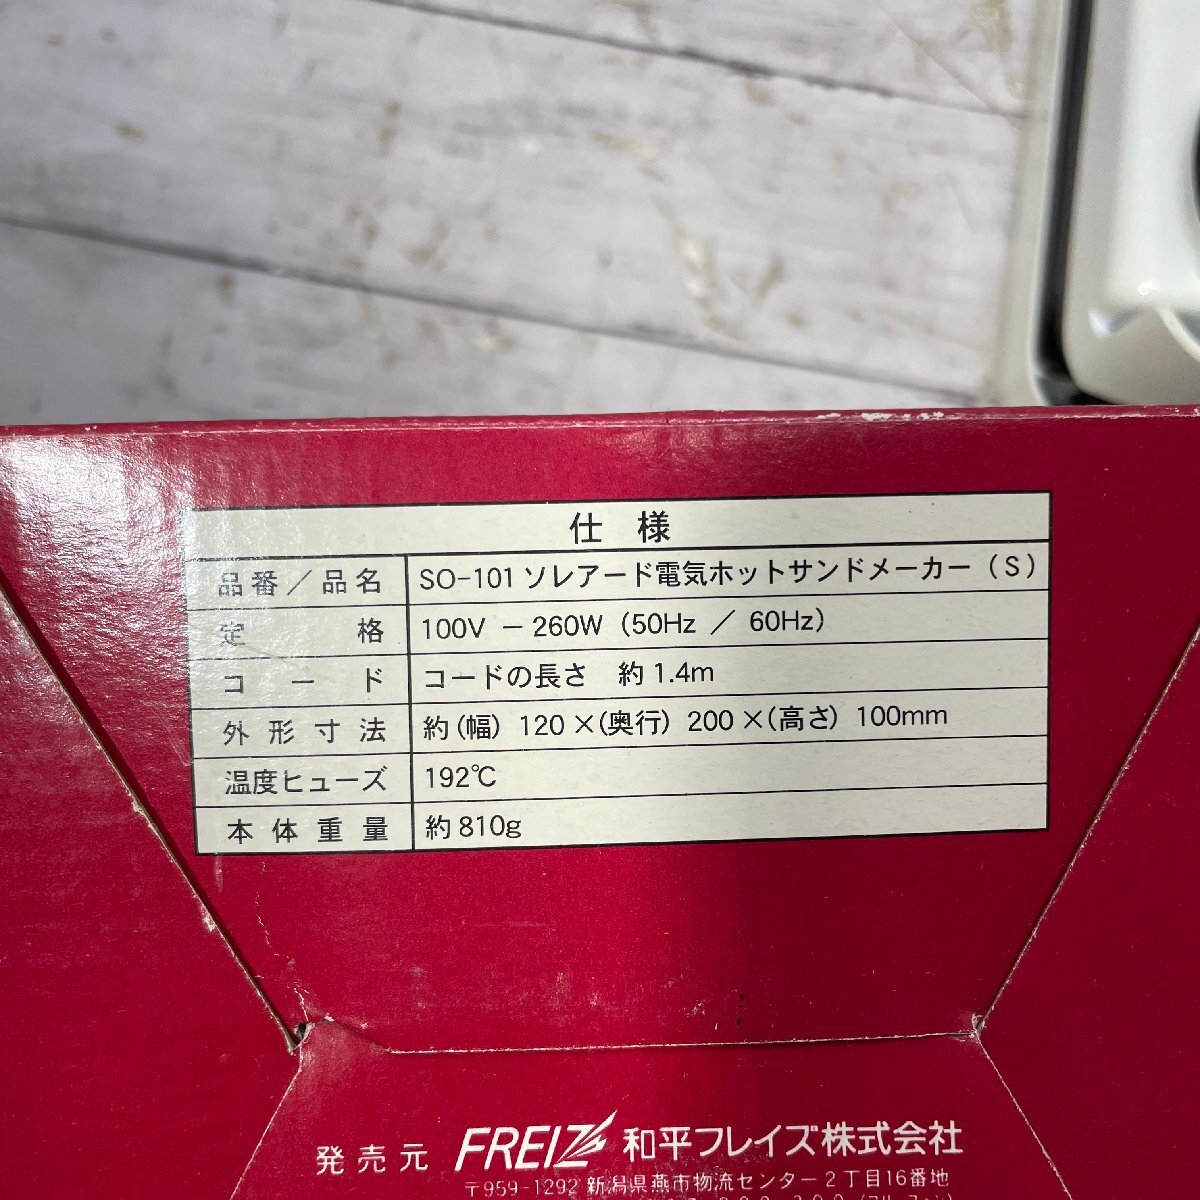 仕様
品番／品名 SO-101 ソレアード電気ホットサンドメーカー（S）
定格 100V －260W（50Hz ／ 60Hz）
コード コードの長さ 約1.4m
外形寸法 約(幅) 120×(奥行) 200×(高さ) 100mm
温度ヒューズ 192℃
本体重量 約810g
発売元 FREIZ 和平フレイズ株式会社
〒959-1292 新潟県燕市物流センター2丁目16番地